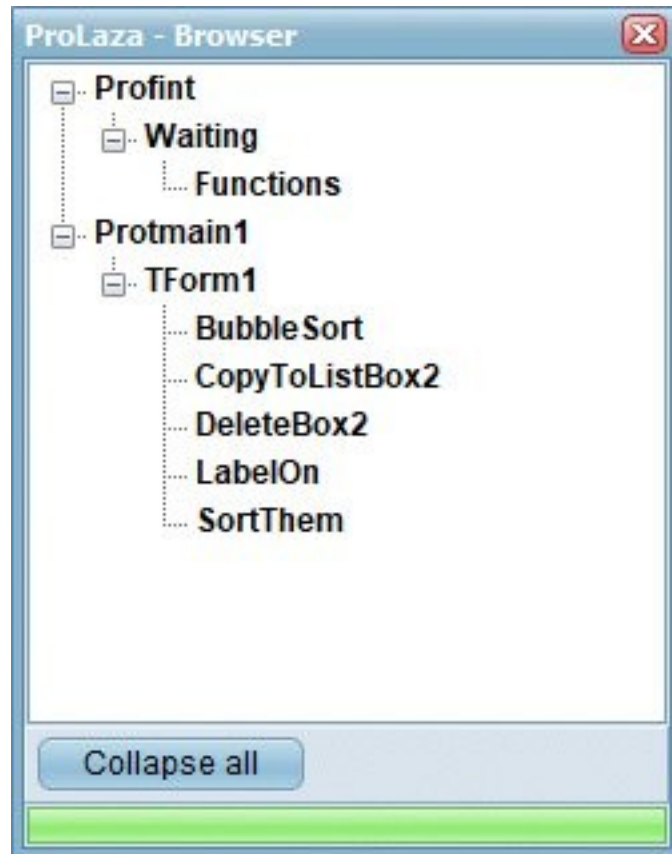 ProLaza - Browser
Profint
Waiting
Functions
Protmain1
TForm1
BubbleSort
CopyToListBox2
DeleteBox2
LabelOn
SortThem
Collapse all